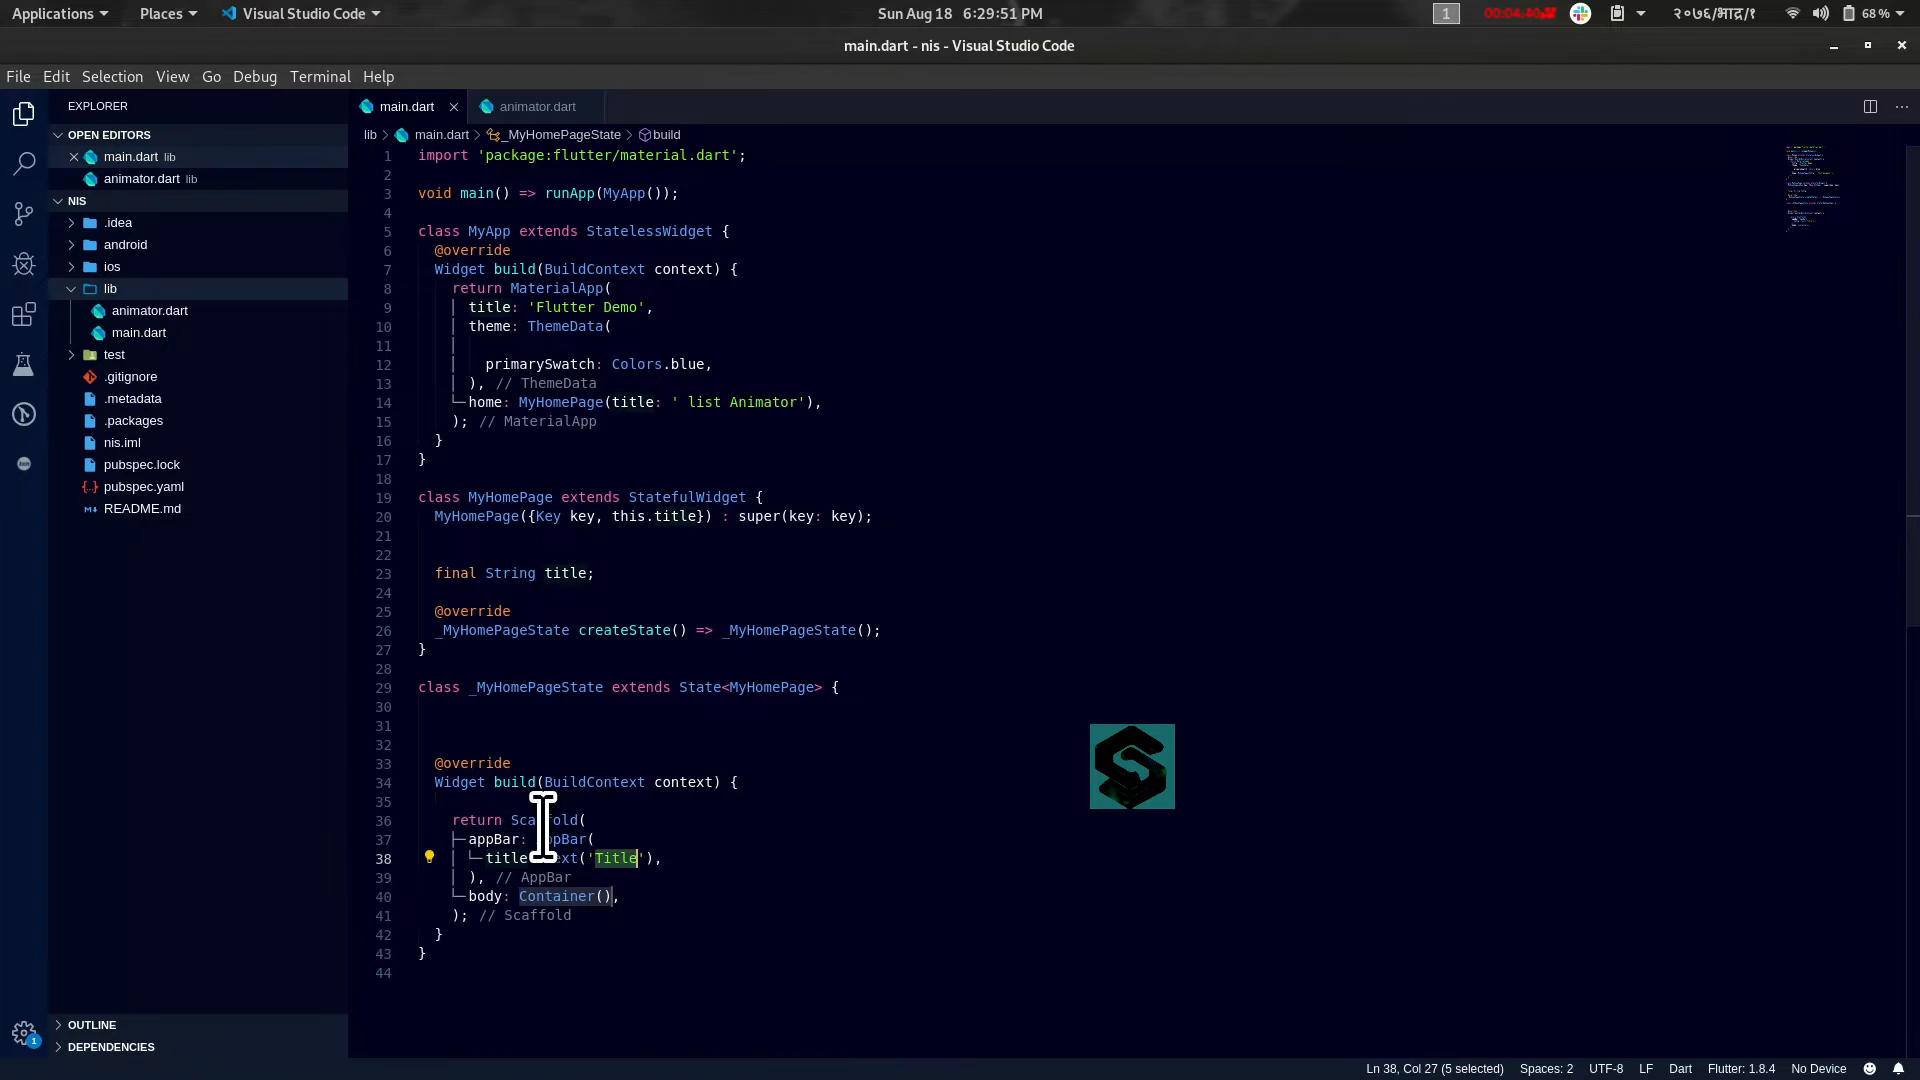 Applications Places Visual Studio Code Sun Aug 18 6:29:51 PM 1 00:04:40 २०७६/भाद्र/१ 68 %
main.dart - nis - Visual Studio Code
File Edit Selection View Go Debug Terminal Help
EXPLORER
OPEN EDITORS
main.dart lib
animator.dart lib
NIS
.idea
android
ios
lib
animator.dart
main.dart
test
.gitignore
.metadata
.packages
nis.iml
pubspec.lock
pubspec.yaml
README.md
OUTLINE
DEPENDENCIES
1
main.dart animator.dart
lib main.dart _MyHomePageState build
1 import 'package:flutter/material.dart';
2
3 void main() => runApp(MyApp());
4
5 class MyApp extends StatelessWidget {
6 @override
7 Widget build(BuildContext context) {
8 return MaterialApp(
9 title: 'Flutter Demo',
10 theme: ThemeData(
11
12 primarySwatch: Colors.blue,
13 ), // ThemeData
14 home: MyHomePage(title: ' list Animator'),
15 ); // MaterialApp
16 }
17 }
18
19 class MyHomePage extends StatefulWidget {
20 MyHomePage({Key key, this.title}) : super(key: key);
21
22
23 final String title;
24
25 @override
26 _MyHomePageState createState() => _MyHomePageState();
27 }
28
29 class _MyHomePageState extends State<MyHomePage> {
30
31
32
33 @override
34 Widget build(BuildContext context) {
35
36 return Scaffold(
37 appBar: AppBar(
38 title: Text('Title'),
39 ), // AppBar
40 body: Container(),
41 ); // Scaffold
42 }
43 }
44
Ln 38, Col 27 (5 selected) Spaces: 2 UTF-8 LF Dart Flutter: 1.8.4 No Device